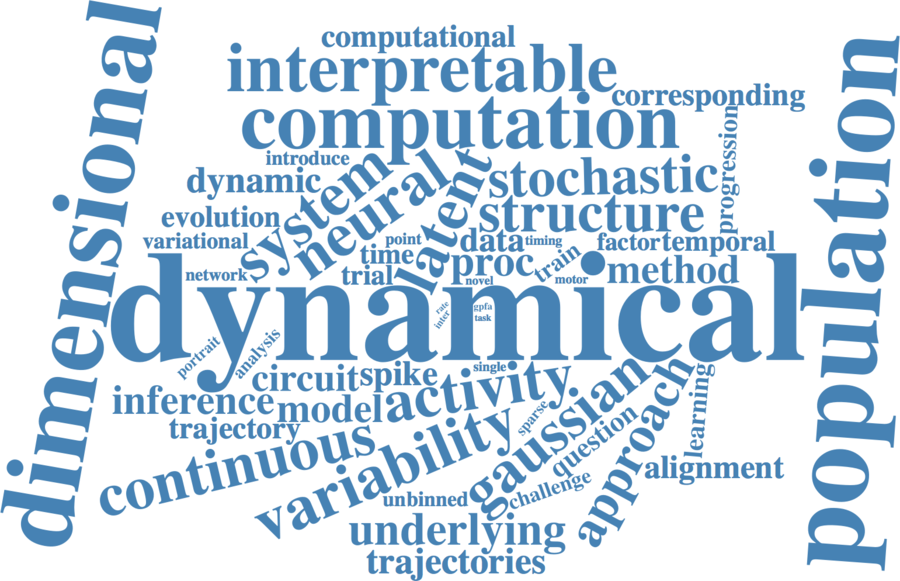 dimensional
computational
interpretable
corresponding
computation
population
introduce
progression
dynamic
system
neural
latent
stochastic
evolution
structure
variational
point
time
data
timing
factor
temporal
network
trial
proc
train
method
novel
motor
dynamical
rate
inter
gpfa
task
portrait
analysis
circuit
spike
single
activity
gaussian
learning
inference
model
sparse
trajectory
question
approach
continuous
variability
alignment
unbinned
challenge
underlying
trajectories